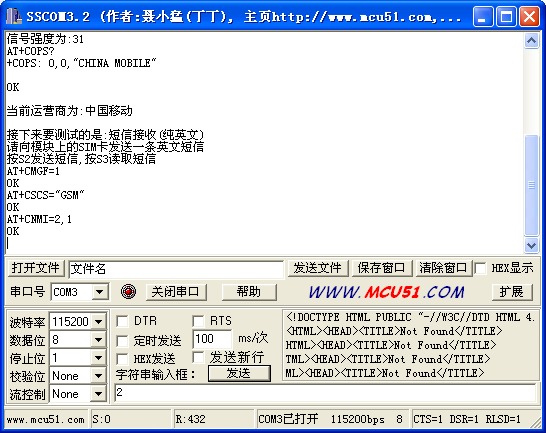 SSCOM3.2 (作者:聂小猛(丁丁), 主页http://www.mcu51.com,...
信号强度为:31
AT+COPS?
+COPS: 0,0,"CHINA MOBILE"
OK
当前运营商为:中国移动
接下来要测试的是:短信接收(纯英文)
请向模块上的SIM卡发送一条英文短信
按S2发送短信,按S3读取短信
AT+CMGF=1
OK
AT+CSCS="GSM"
OK
AT+CNMI=2,1
OK
打开文件 文件名 发送文件 保存窗口 清除窗口 HEX显示
串口号 COM3 关闭串口 帮助 WWW.MCU51.COM 扩展
波特率 115200 DTR RTS
数据位 8 定时发送 100 ms/次
停止位 1 HEX发送 发送新行
校验位 None 字符串输入框: 发送
流控制 None 2
<!DOCTYPE HTML PUBLIC "-//W3C//DTD HTML 4.
<HTML><HEAD><TITLE>Not Found</TITLE>
HTML><HEAD><TITLE>Not Found</TITLE>
TML><HEAD><TITLE>Not Found</TITLE>
ML><HEAD><TITLE>Not Found</TITLE>
www.mcu51.com S:0 R:432 COM3已打开 115200bps 8 CTS=1 DSR=1 RLSD=1